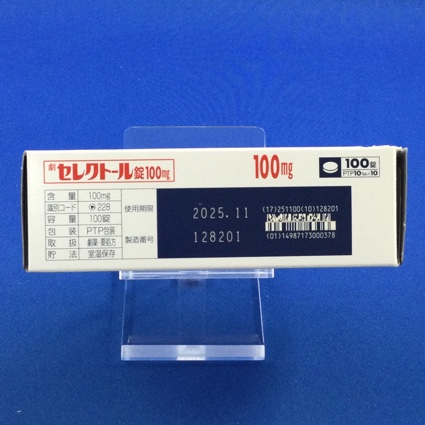 劇 セレクトール錠100mg
100mg
100錠
PTP10錠×10
含 量 100mg
識別コード 228
容 量 100錠
包 装 PTP包装
取 扱 劇薬・要処方
貯 法 室温保存
使用期限 2025.11
製造番号 128201
(17)251100(10)128201
(01)14987173000378